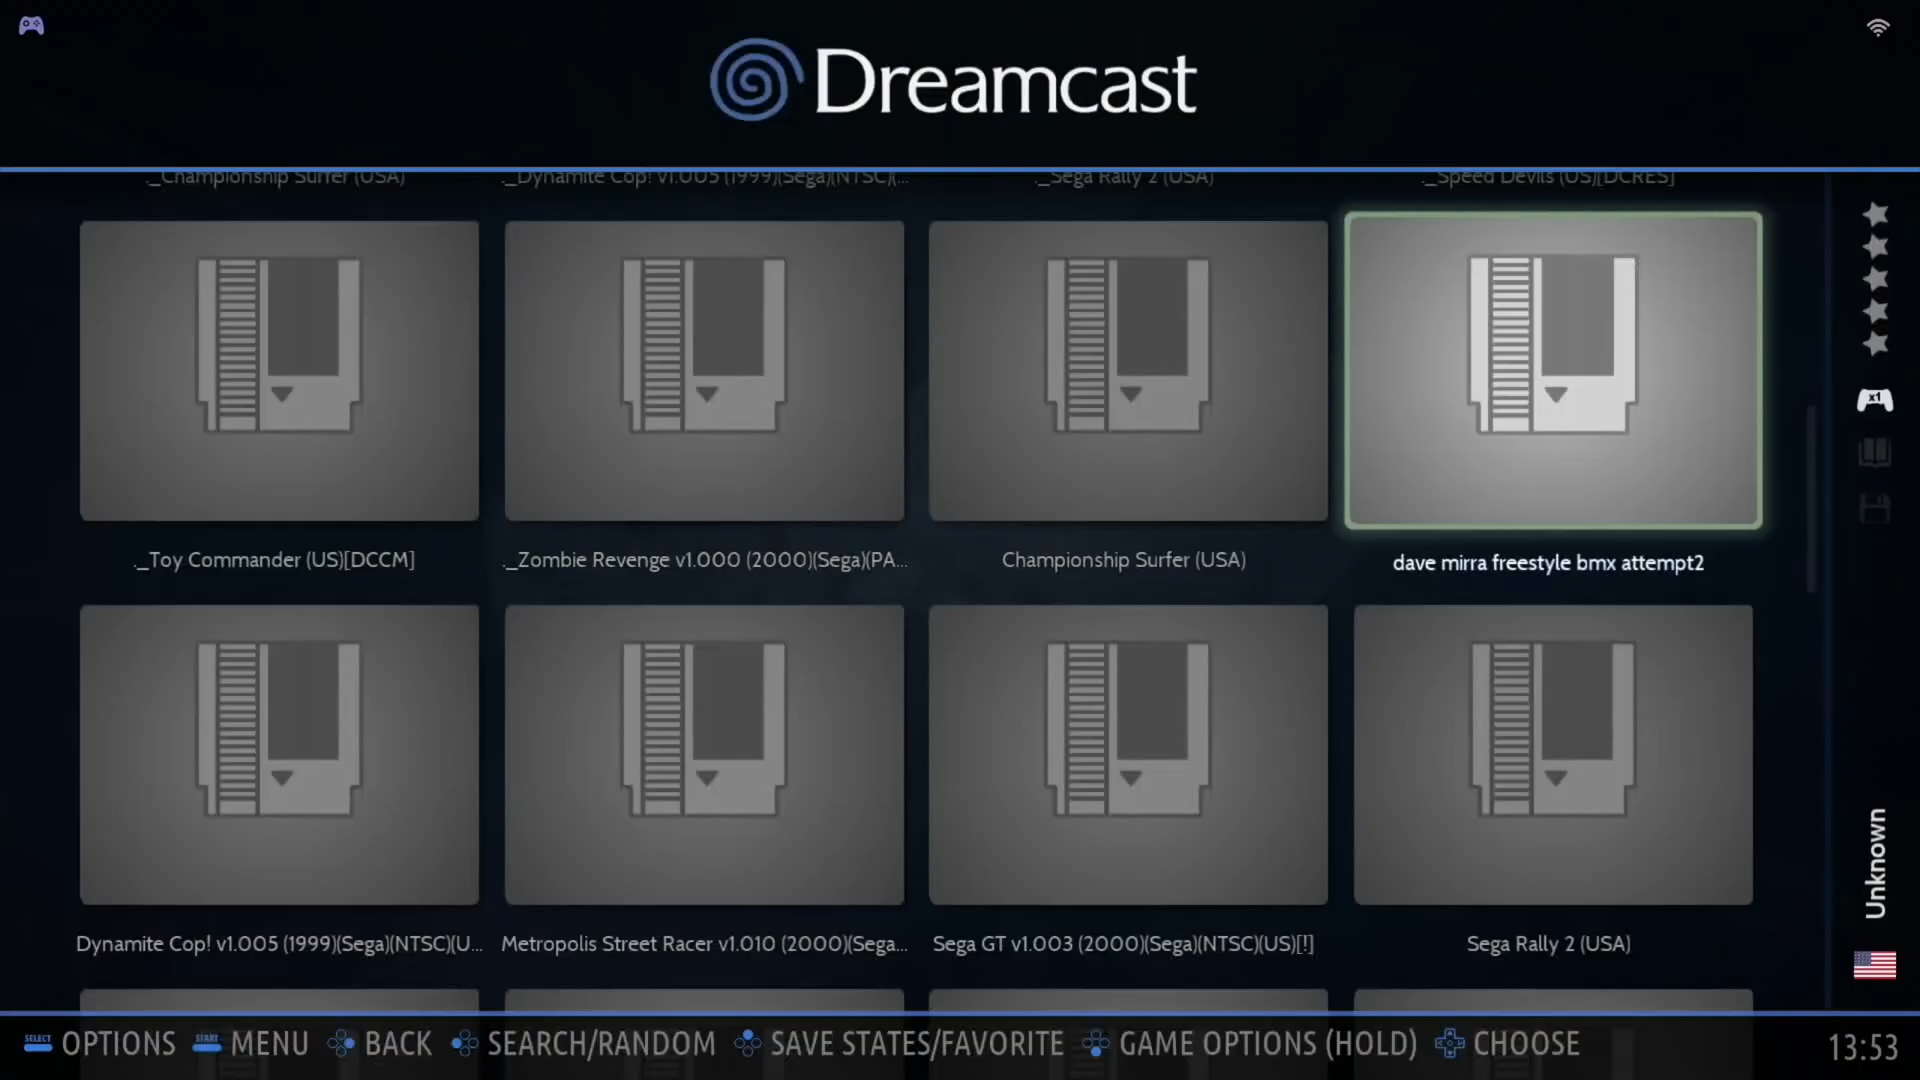 Dreamcast
._Championship Surfer (USA)
._Dynamite Cop! v1.005 (1999)(Sega)(NTSC)(...
._Sega Rally 2 (USA)
._Speed Devils (US)[DCRES]
x1
._Toy Commander (US)[DCCM]
._Zombie Revenge v1.000 (2000)(Sega)(PA...
Championship Surfer (USA)
dave mirra freestyle bmx attempt2
Dynamite Cop! v1.005 (1999)(Sega)(NTSC)(U...
Metropolis Street Racer v1.010 (2000)(Sega...
Sega GT v1.003 (2000)(Sega)(NTSC)(US)[!]
Sega Rally 2 (USA)
Unknown
SELECT OPTIONS START MENU BACK SEARCH/RANDOM SAVE STATES/FAVORITE GAME OPTIONS (HOLD) CHOOSE
13:53